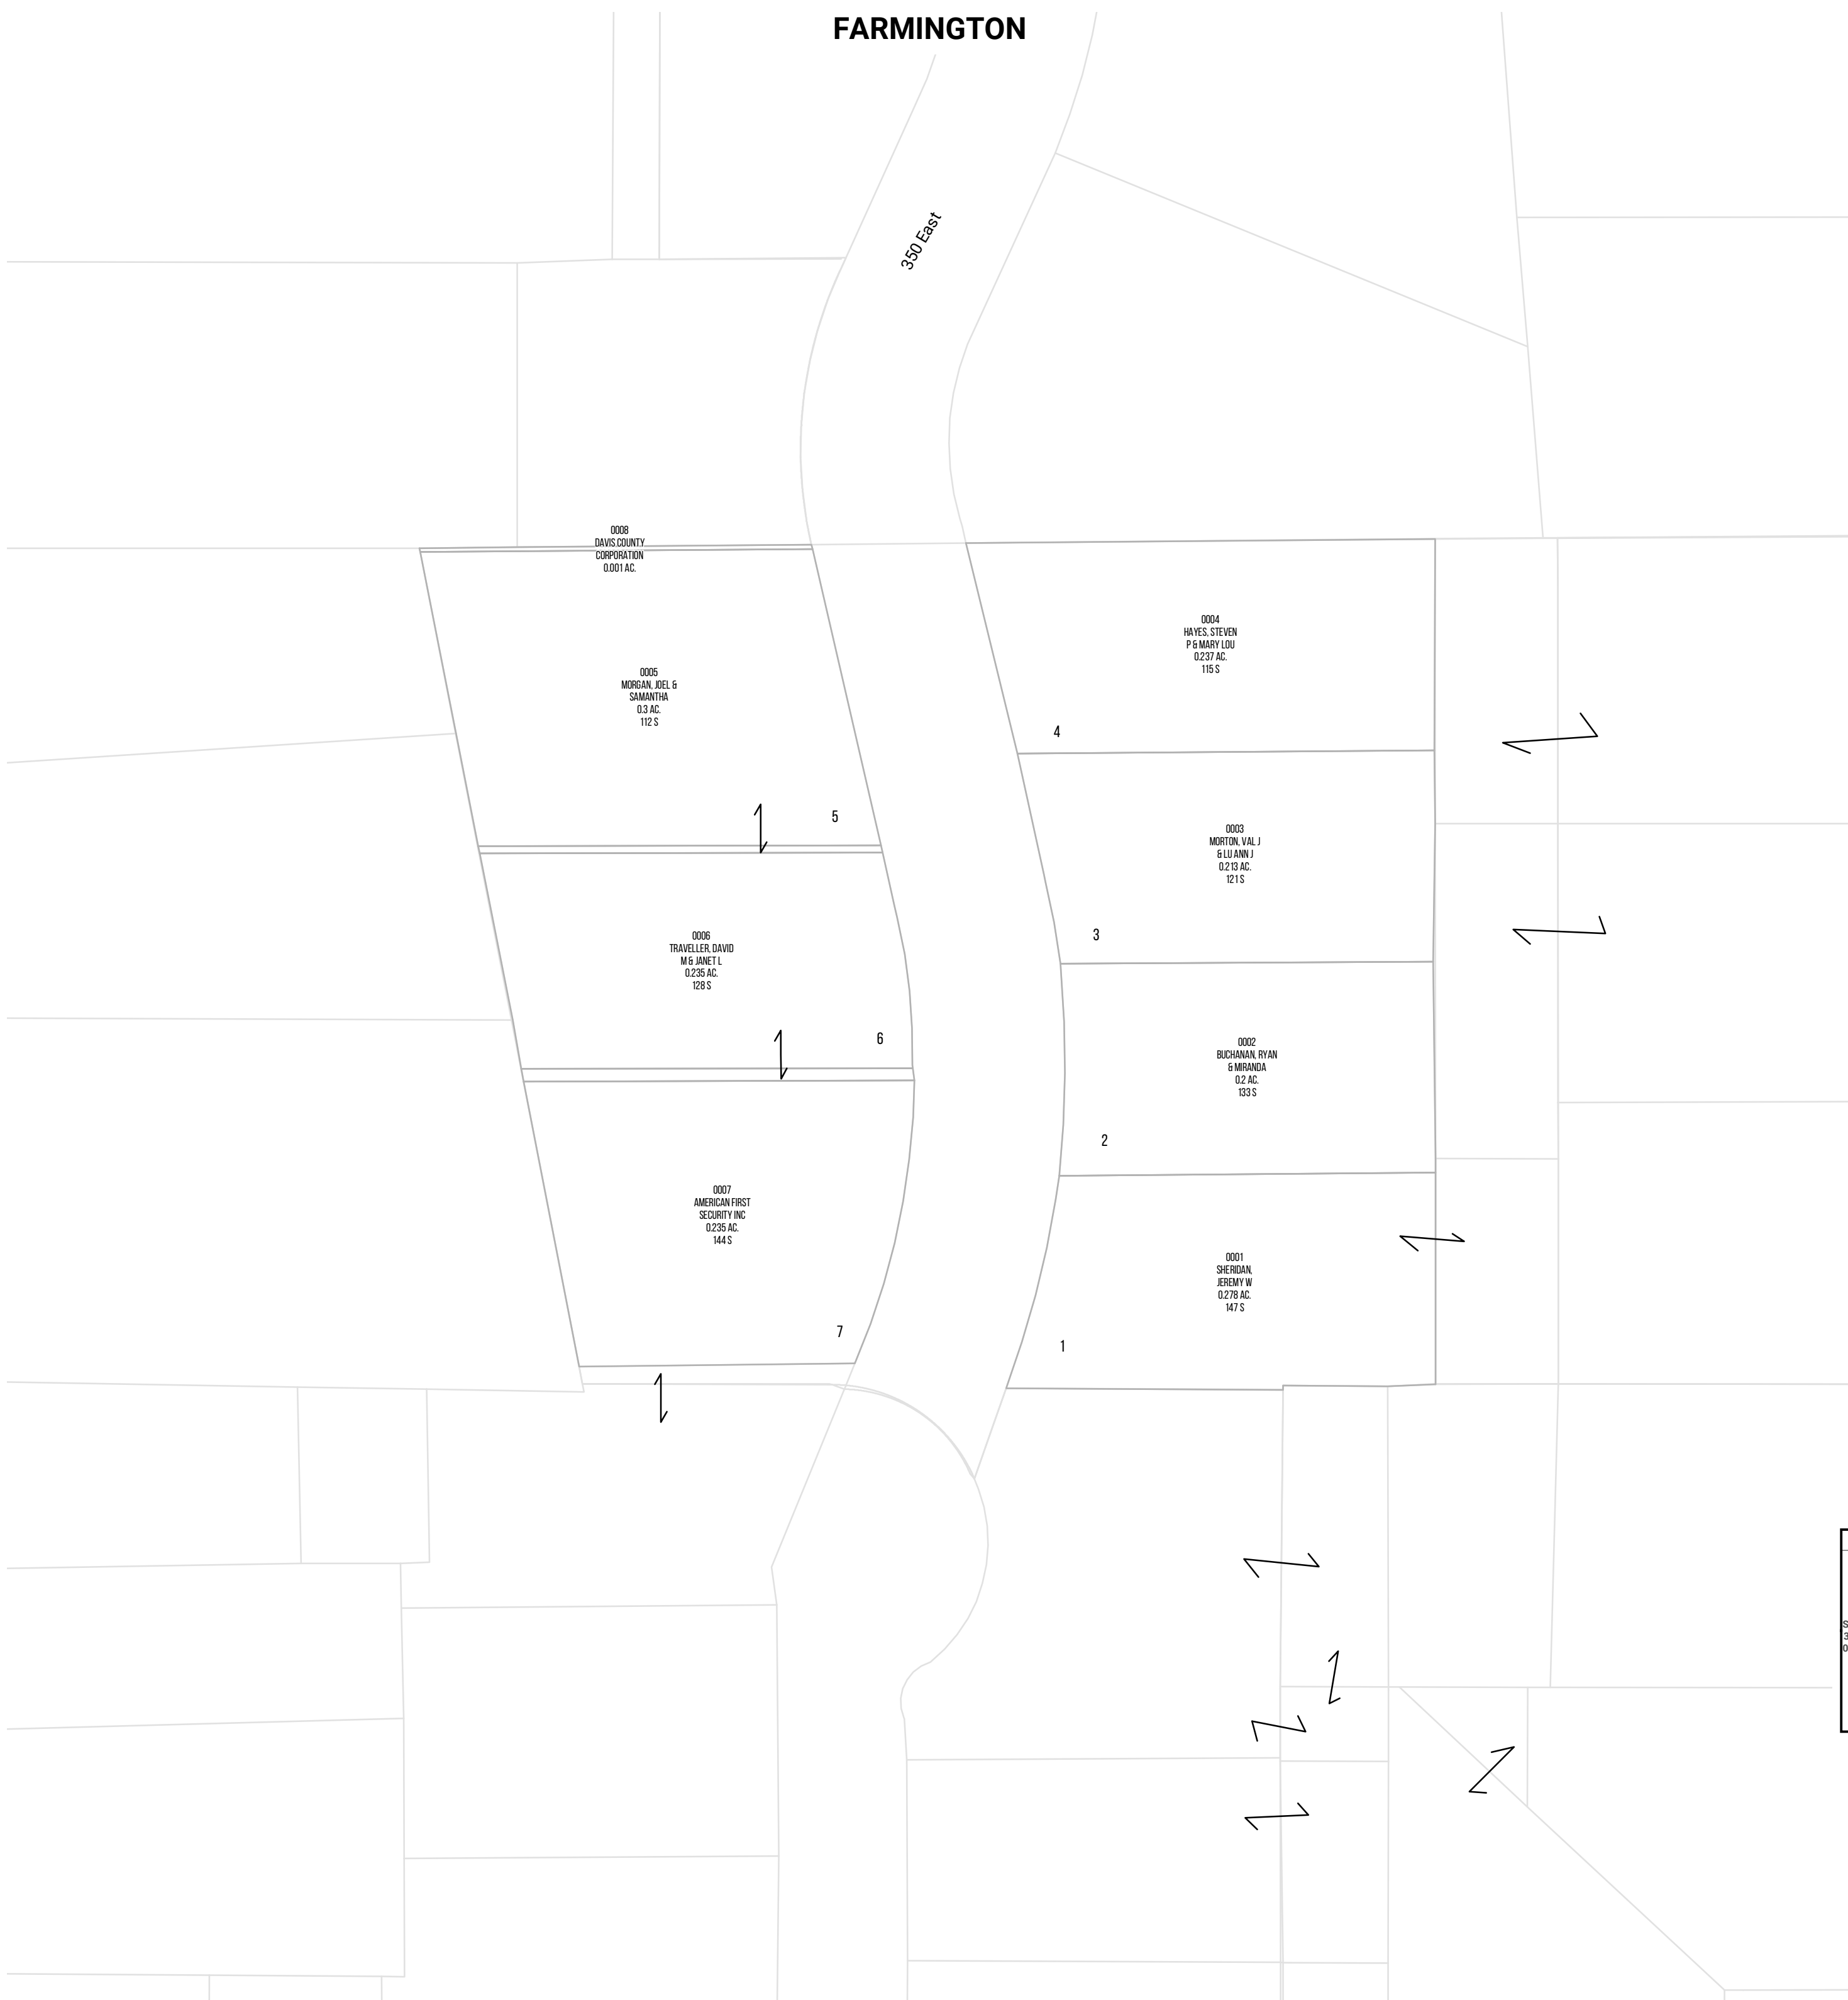 FARMINGTON
350 East
0008
DAVIS COUNTY
CORPORATION
0.001 AC.
0004
HAYES, STEVEN
P & MARY LOU
0.237 AC.
115 S
4
0005
MORGAN, JOEL &
SAMANTHA
0.3 AC.
112 S
5
0003
MORTON, VAL J
& LU ANN J
0.213 AC.
121 S
3
0006
TRAVELLER, DAVID
M & JANET L
0.235 AC.
128 S
6
0002
BUCHANAN, RYAN
& MIRANDA
0.2 AC.
133 S
2
0007
AMERICAN FIRST
SECURITY INC
0.235 AC.
144 S
7
0001
SHERIDAN,
JEREMY W
0.278 AC.
147 S
1